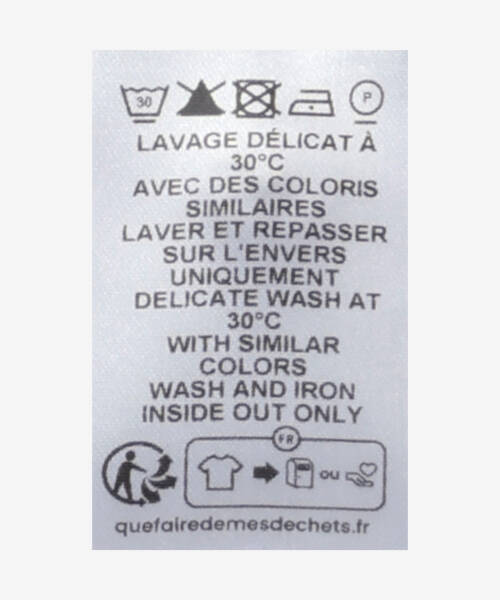 30 P
LAVAGE DÉLICAT À
30°C
AVEC DES COLORIS
SIMILAIRES
LAVER ET REPASSER
SUR L'ENVERS
UNIQUEMENT
DELICATE WASH AT
30°C
WITH SIMILAR
COLORS
WASH AND IRON
INSIDE OUT ONLY
FR
OU
quefairedemesdechets.fr